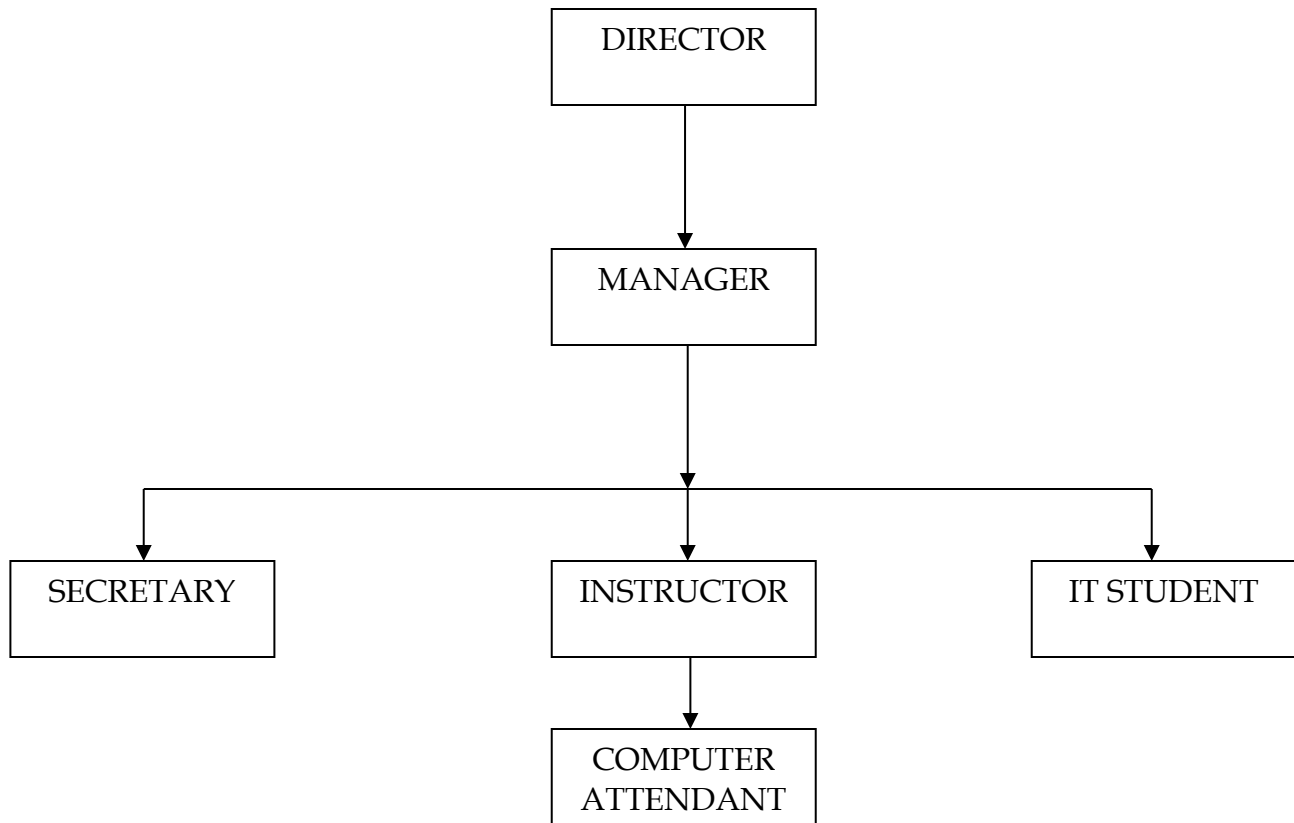 DIRECTOR
MANAGER
SECRETARY
INSTRUCTOR
IT STUDENT
COMPUTER
ATTENDANT